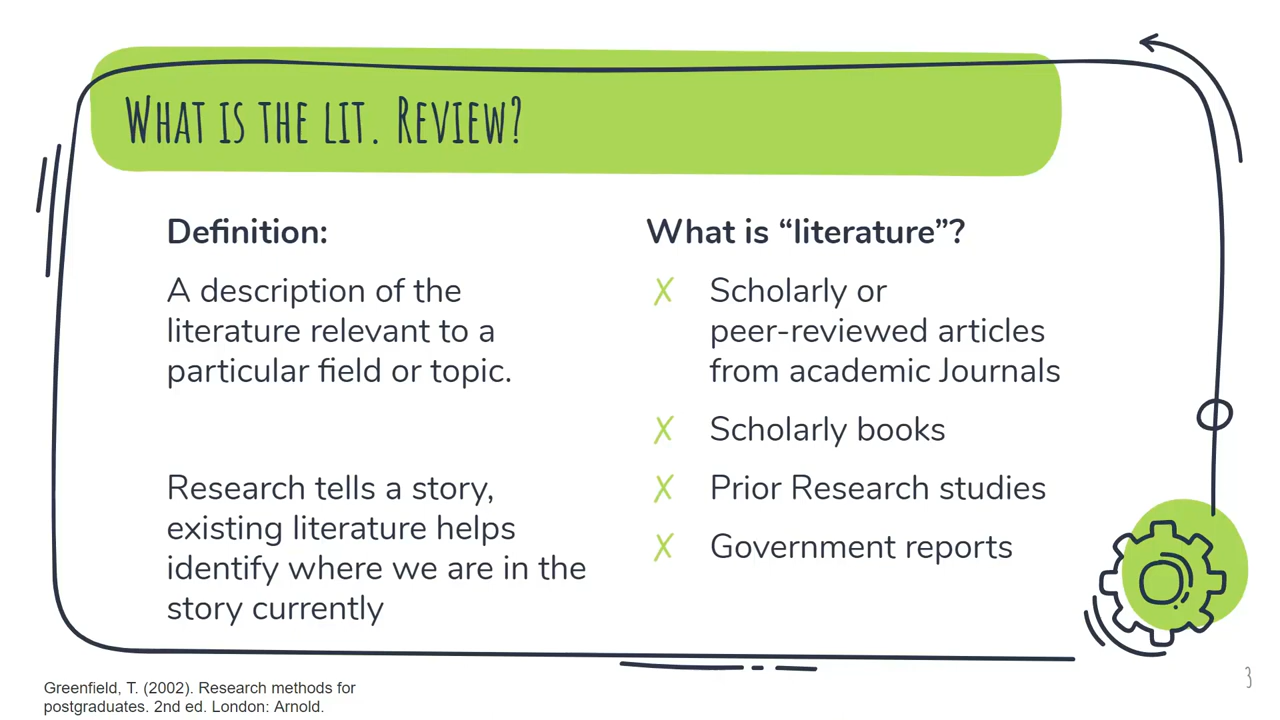 WHAT IS THE LIT. REVIEW?
Definition:
A description of the
literature relevant to a
particular field or topic.
Research tells a story,
existing literature helps
identify where we are in the
story currently
What is “literature”?
Scholarly or
peer-reviewed articles
from academic Journals
Scholarly books
Prior Research studies
Government reports
Greenfield, T. (2002). Research methods for
postgraduates. 2nd ed. London: Arnold.
3